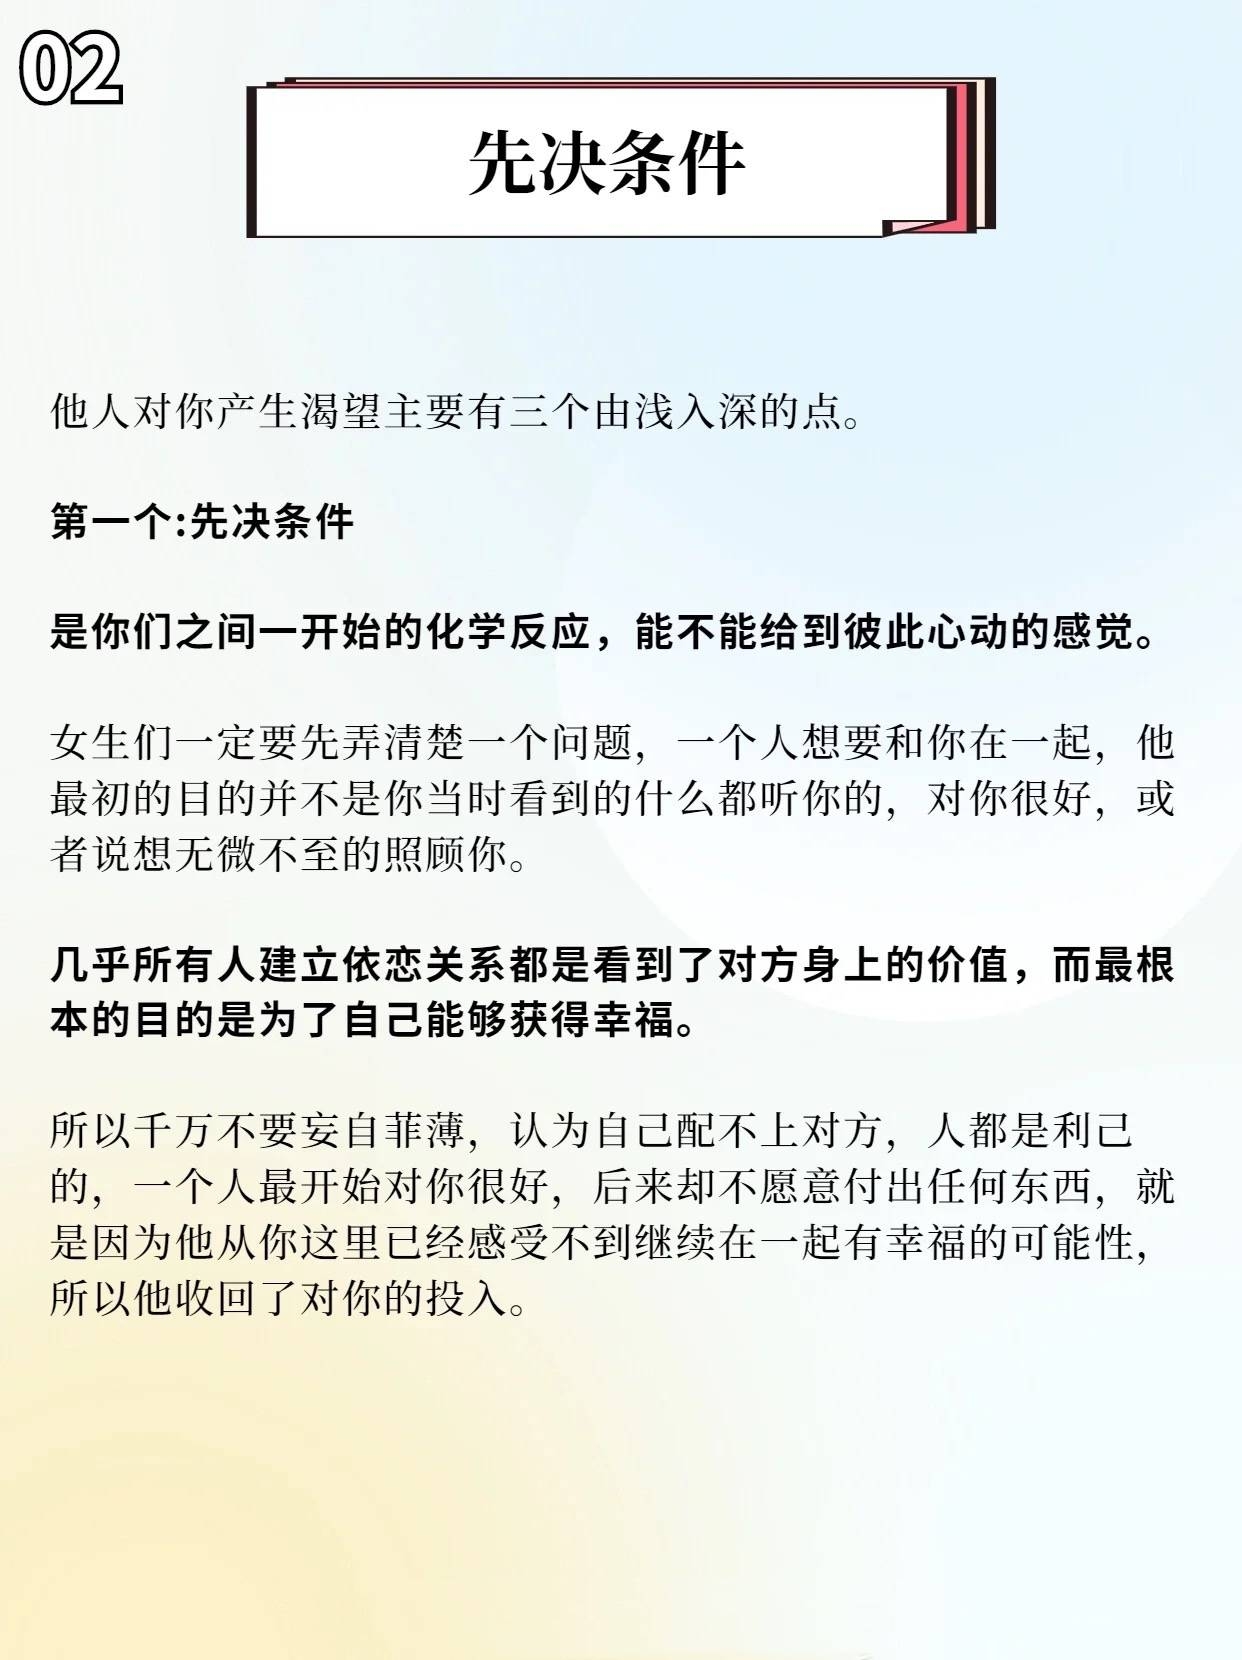 02
先决条件
他人对你产生渴望主要有三个由浅入深的点。
第一个:先决条件
是你们之间一开始的化学反应，能不能给到彼此心动的感觉。
女生们一定要先弄清楚一个问题，一个人想要和你在一起，他
最初的目的并不是你当时看到的什么都听你的，对你很好，或
者说想无微不至的照顾你。
几乎所有人建立依恋关系都是看到了对方身上的价值，而最根
本的目的是为了自己能够获得幸福。
所以千万不要妄自菲薄，认为自己配不上对方，人都是利己
的，一个人最开始对你很好，后来却不愿意付出任何东西，就
是因为他从你这里已经感受不到继续在一起有幸福的可能性，
所以他收回了对你的投入。